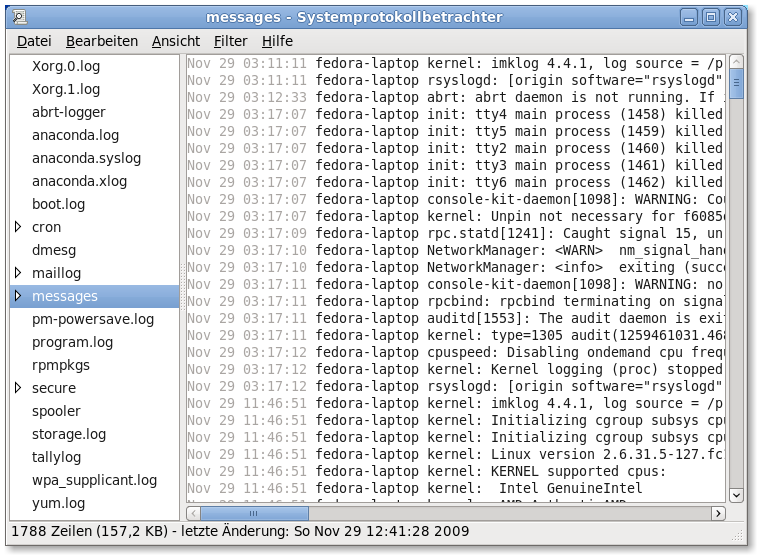 messages - Systemprotokollbetrachter
Datei Bearbeiten Ansicht Filter Hilfe
Xorg.0.log
Xorg.1.log
abrt-logger
anaconda.log
anaconda.syslog
anaconda.xlog
boot.log
cron
dmesg
maillog
messages
pm-powersave.log
program.log
rpmpkgs
secure
spooler
storage.log
tallylog
wpa_supplicant.log
yum.log
Nov 29 03:11:11 fedora-laptop kernel: imklog 4.4.1, log source = /p
Nov 29 03:11:11 fedora-laptop rsyslogd: [origin software="rsyslogd"
Nov 29 03:12:33 fedora-laptop abrt: abrt daemon is not running. If
Nov 29 03:17:07 fedora-laptop init: tty4 main process (1458) killed
Nov 29 03:17:07 fedora-laptop init: tty5 main process (1459) killed
Nov 29 03:17:07 fedora-laptop init: tty2 main process (1460) killed
Nov 29 03:17:07 fedora-laptop init: tty3 main process (1461) killed
Nov 29 03:17:07 fedora-laptop init: tty6 main process (1462) killed
Nov 29 03:17:07 fedora-laptop console-kit-daemon[1098]: WARNING: Cou
Nov 29 03:17:07 fedora-laptop kernel: Unpin not necessary for f6085
Nov 29 03:17:09 fedora-laptop rpc.statd[1241]: Caught signal 15, un
Nov 29 03:17:10 fedora-laptop NetworkManager: <WARN>  nm_signal_han
Nov 29 03:17:10 fedora-laptop NetworkManager: <info>  exiting (succ
Nov 29 03:17:11 fedora-laptop console-kit-daemon[1098]: WARNING: no
Nov 29 03:17:11 fedora-laptop rpcbind: rpcbind terminating on signa
Nov 29 03:17:11 fedora-laptop auditd[1553]: The audit daemon is exi
Nov 29 03:17:11 fedora-laptop kernel: type=1305 audit(1259461031.468
Nov 29 03:17:12 fedora-laptop cpuspeed: Disabling ondemand cpu freq
Nov 29 03:17:12 fedora-laptop kernel: Kernel logging (proc) stopped
Nov 29 03:17:12 fedora-laptop rsyslogd: [origin software="rsyslogd"
Nov 29 11:46:51 fedora-laptop kernel: imklog 4.4.1, log source = /p
Nov 29 11:46:51 fedora-laptop kernel: Initializing cgroup subsys cpu
Nov 29 11:46:51 fedora-laptop kernel: Initializing cgroup subsys cpu
Nov 29 11:46:51 fedora-laptop kernel: Linux version 2.6.31.5-127.fc
Nov 29 11:46:51 fedora-laptop kernel: KERNEL supported cpus:
Nov 29 11:46:51 fedora-laptop kernel:  Intel GenuineIntel
1788 Zeilen (157,2 KB) - letzte Änderung: So Nov 29 12:41:28 2009